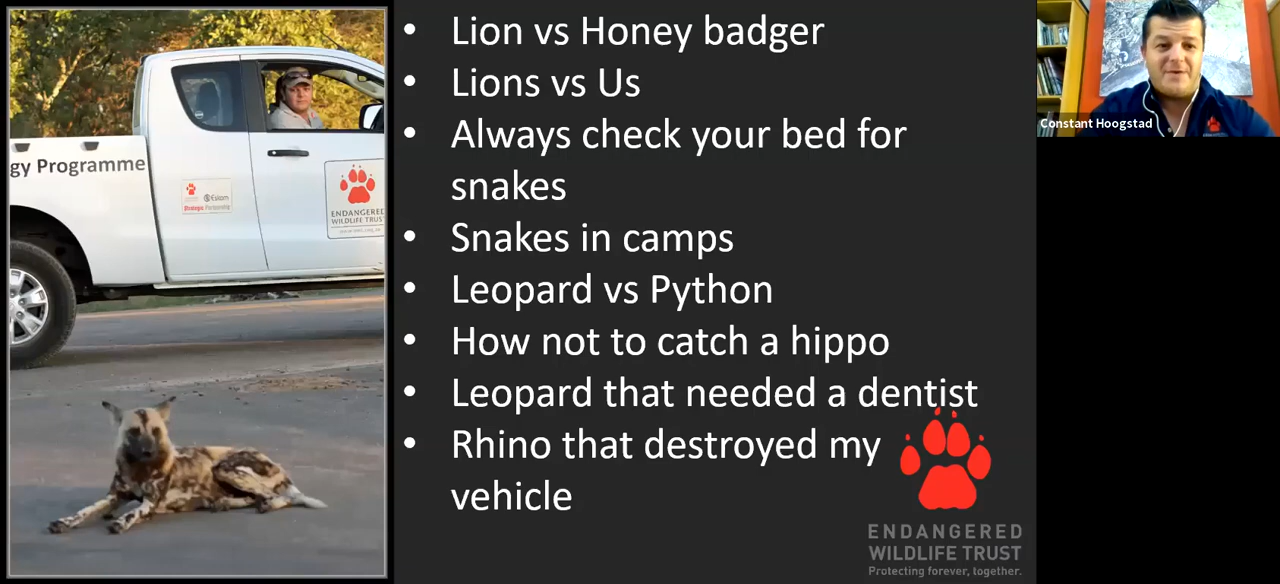 • Lion vs Honey badger
• Lions vs Us
• Always check your bed for
snakes
• Snakes in camps
• Leopard vs Python
• How not to catch a hippo
• Leopard that needed a dentist
• Rhino that destroyed my
vehicle
ENDANGERED
WILDLIFE TRUST
Protecting forever, together.
gy Programme
Eskom
ENDANGERED
WILDLIFE TRUST
Constant Hoogstad